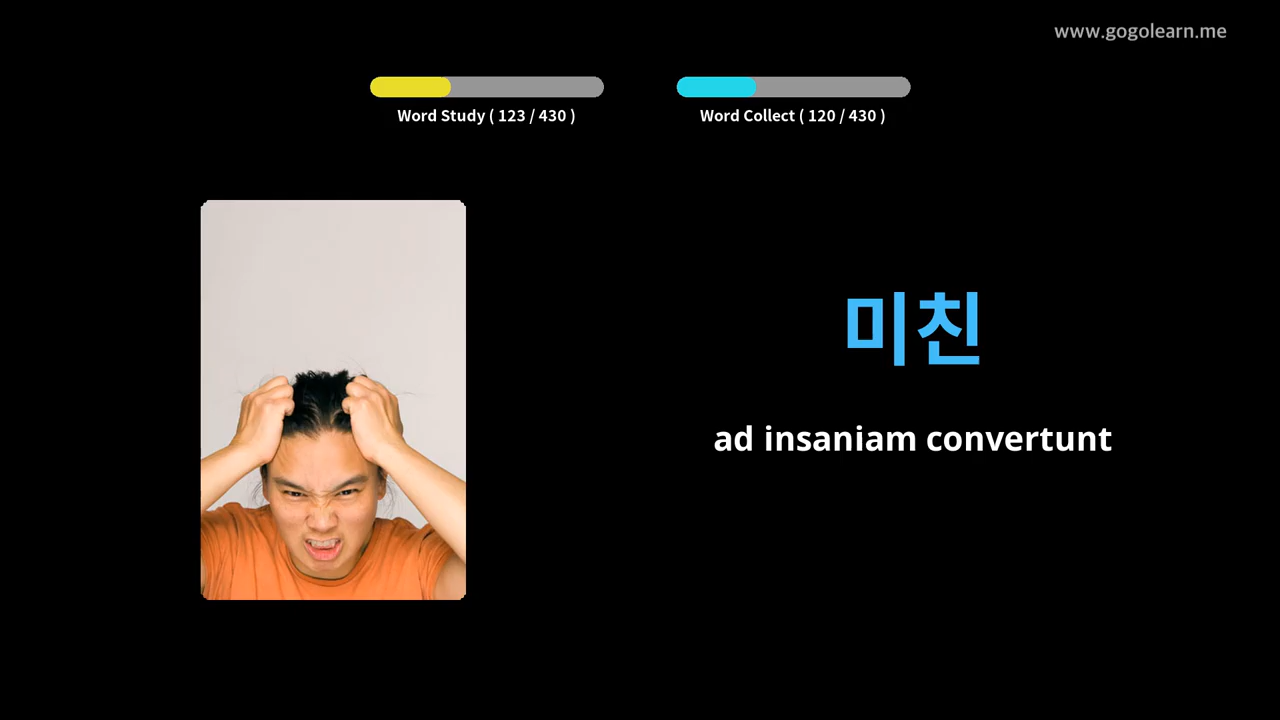 www.gogolearn.me
Word Study ( 123 / 430 )
Word Collect ( 120 / 430 )
미친
ad insaniam convertunt